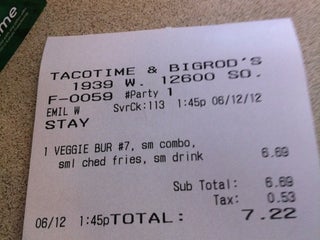 me
TACOTIME & BIGROD'S
1939 W. 12600 SO.
F-0059 #Party 1
EMIL W SvrCk:113 1:45p 06/12/12
STAY
1 VEGGIE BUR #7, sm combo,
sml ched fries, sm drink 6.69
Sub Total: 6.69
Tax: 0.53
06/12 1:45pTOTAL: 7.22